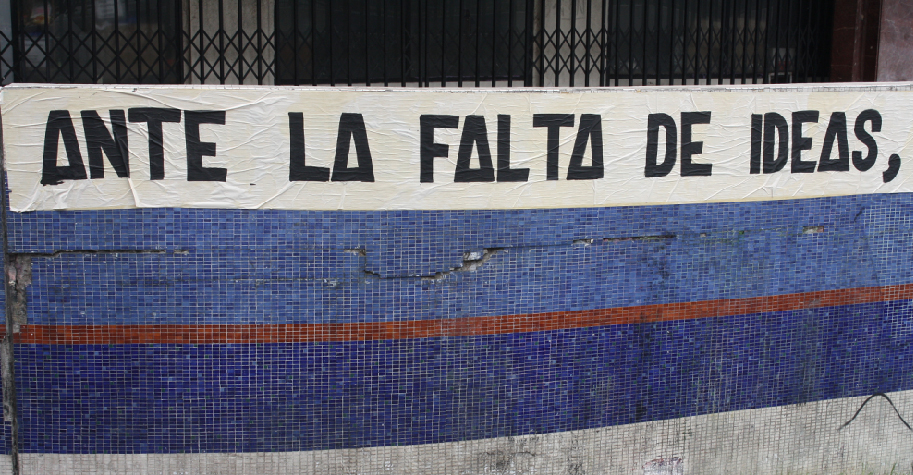 ANTE LA FALTA DE IDEAS,